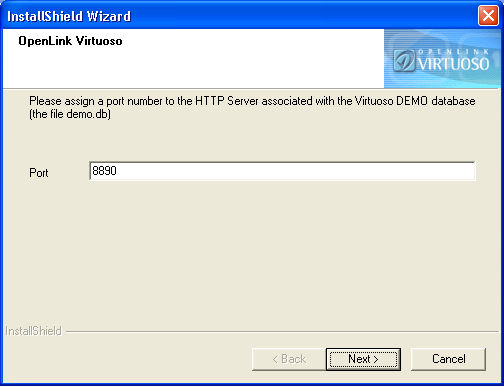 InstallShield Wizard
OpenLink Virtuoso
OPENLINK
VIRTUOSO
Please assign a port number to the HTTP Server associated with the Virtuoso DEMO database
(the file demo.db)
Port
8890
InstallShield
< Back
Next >
Cancel